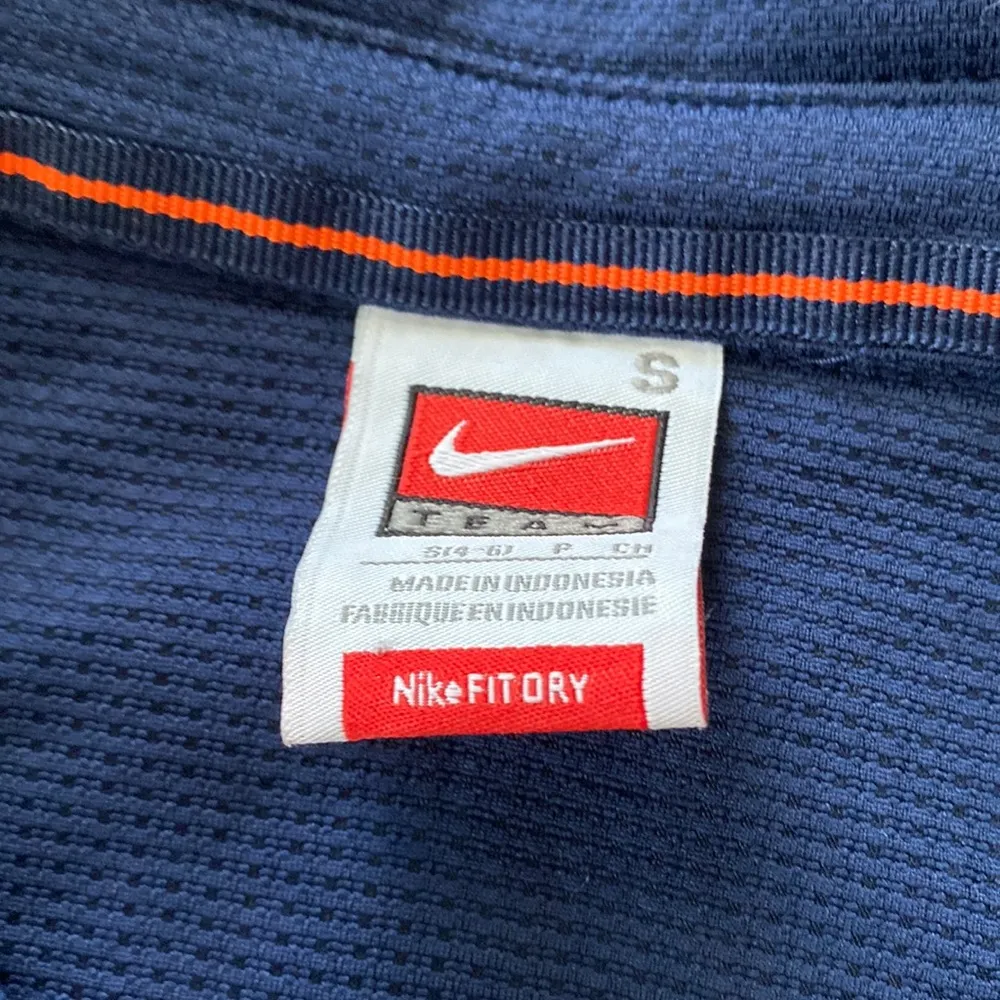 S
TEAM
S(4-6) P CH
MADE IN INDONESIA
FABRIQUE EN INDONESIE
Nike FIT DRY